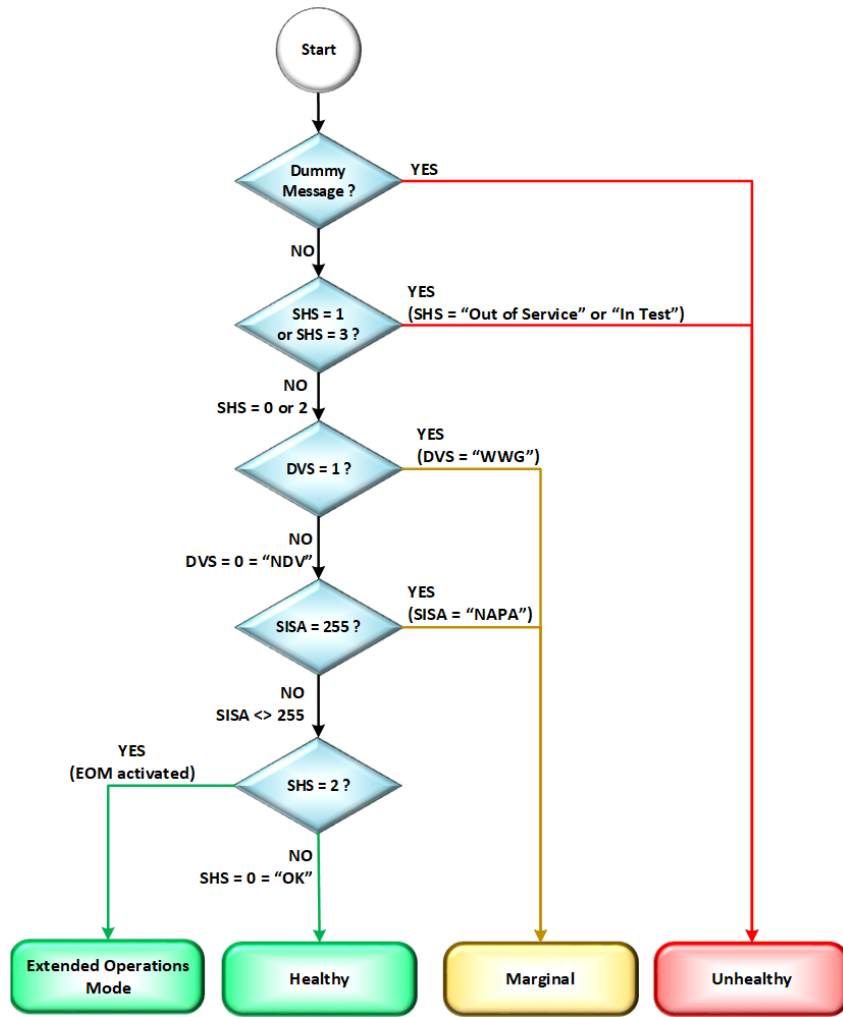 Start
Dummy
Message ?
YES
NO
SHS = 1
or SHS = 3 ?
YES
(SHS = “Out of Service” or “In Test”)
NO
SHS = 0 or 2
DVS = 1 ?
YES
(DVS = “WWG”)
NO
DVS = 0 = “NDV”
SISA = 255 ?
YES
(SISA = “NAPA”)
NO
SISA <> 255
SHS = 2 ?
YES
(EOM activated)
NO
SHS = 0 = “OK”
Extended Operations
Mode
Healthy
Marginal
Unhealthy